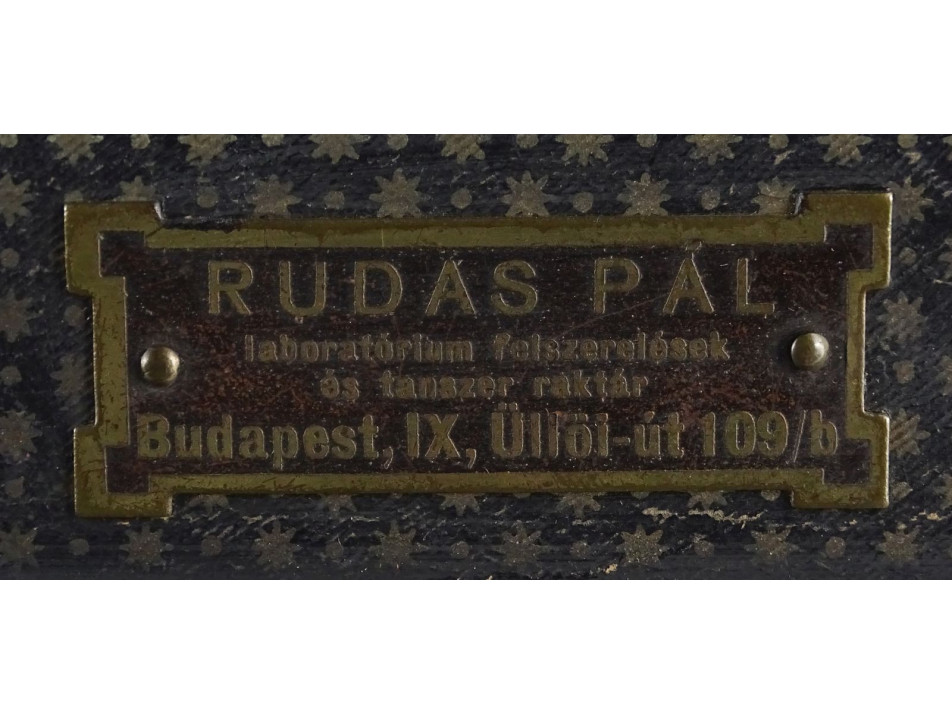 RUDAS PÁL
laboratórium felszerelések
és tanszer raktár
Budapest, IX, Üllői-út 109/b